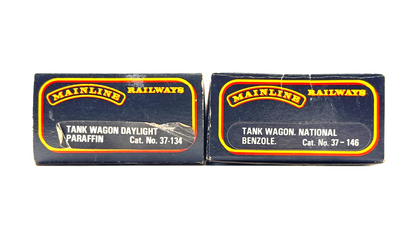 MAINLINE RAILWAYS
TANK WAGON DAYLIGHT
PARAFFIN Cat. No. 37-134
MAINLINE RAILWAYS
TANK WAGON. NATIONAL
BENZOLE. Cat. No. 37-146